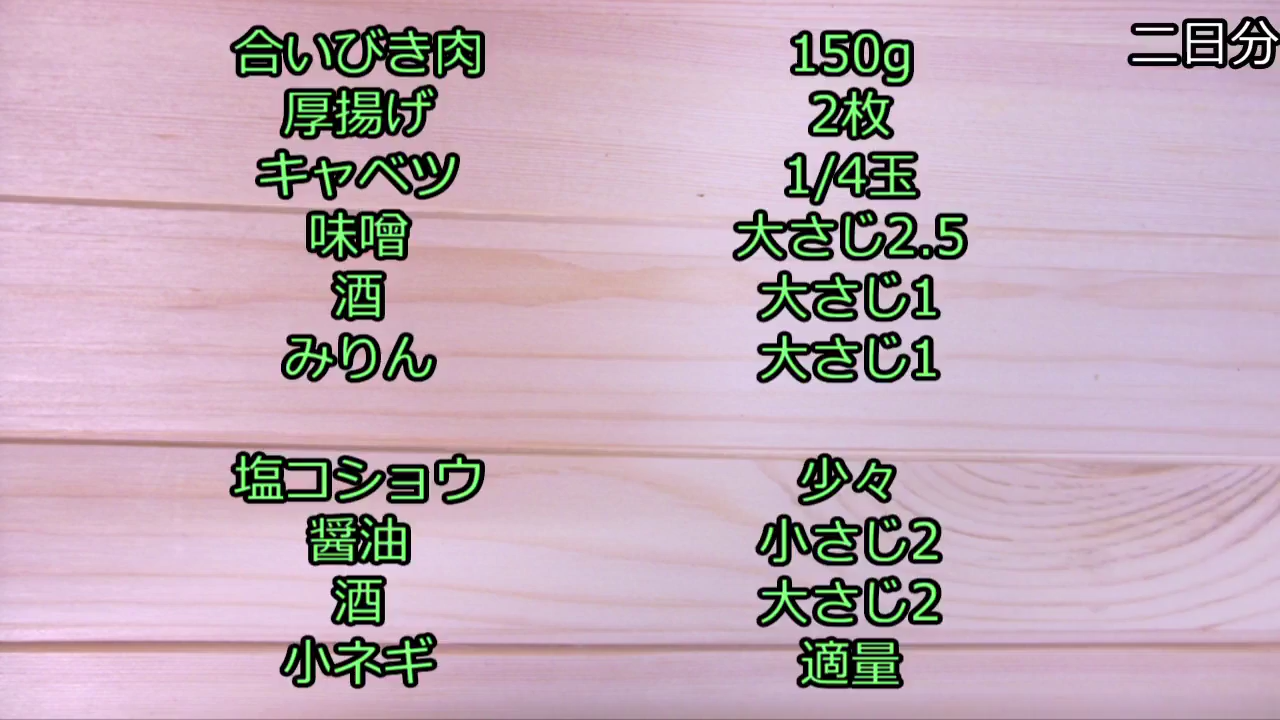 二日分
合いびき肉 150g
厚揚げ 2枚
キャベツ 1/4玉
味噌 大さじ2.5
酒 大さじ1
みりん 大さじ1
塩コショウ 少々
醤油 小さじ2
酒 大さじ2
小ネギ 適量